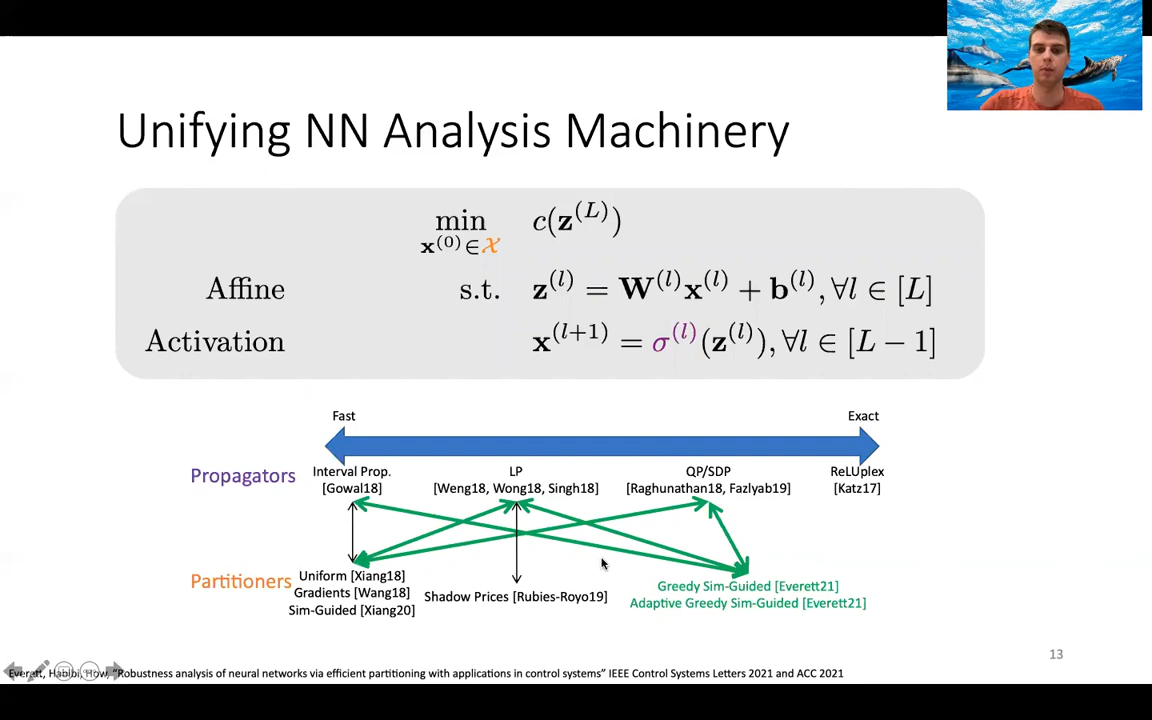 Unifying NN Analysis Machinery
min c(𝐳^(L))
𝐱^(0)∈𝒳
Affine s.t. 𝐳^(l) = 𝐖^(l)𝐱^(l) + 𝐛^(l), ∀l ∈ [L]
Activation 𝐱^(l+1) = σ^(l)(𝐳^(l)), ∀l ∈ [L − 1]
Fast Exact
Propagators
Interval Prop. LP QP/SDP ReLUplex
[Gowal18] [Weng18, Wong18, Singh18] [Raghunathan18, Fazlyab19] [Katz17]
Partitioners
Uniform [Xiang18]
Gradients [Wang18]
Sim-Guided [Xiang20]
Shadow Prices [Rubies-Royo19]
Greedy Sim-Guided [Everett21]
Adaptive Greedy Sim-Guided [Everett21]
13
Everett, Habibi, How, "Robustness analysis of neural networks via efficient partitioning with applications in control systems" IEEE Control Systems Letters 2021 and ACC 2021